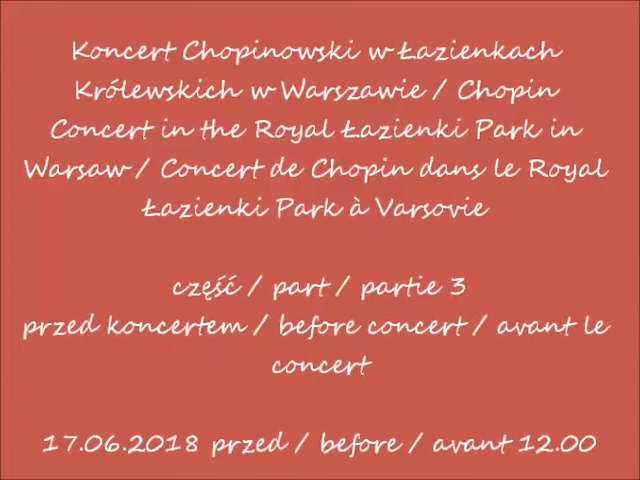 Koncert Chopinowski w Łazienkach
Królewskich w Warszawie / Chopin
Concert in the Royal Łazienki Park in
Warsaw / Concert de Chopin dans le Royal
Łazienki Park à Varsovie
część / part / partie 3
przed koncertem / before concert / avant le
concert
17.06.2018 przed / before / avant 12.00